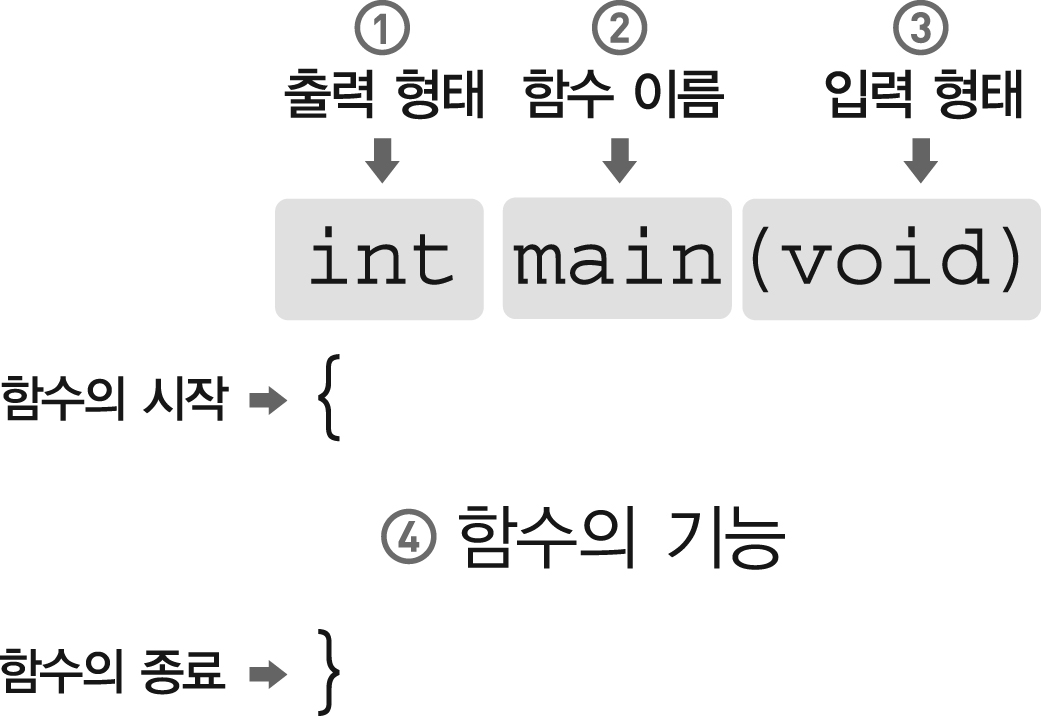 ① ② ③
출력 형태 함수 이름 입력 형태
int main(void)
함수의 시작 {
④ 함수의 기능
함수의 종료 }